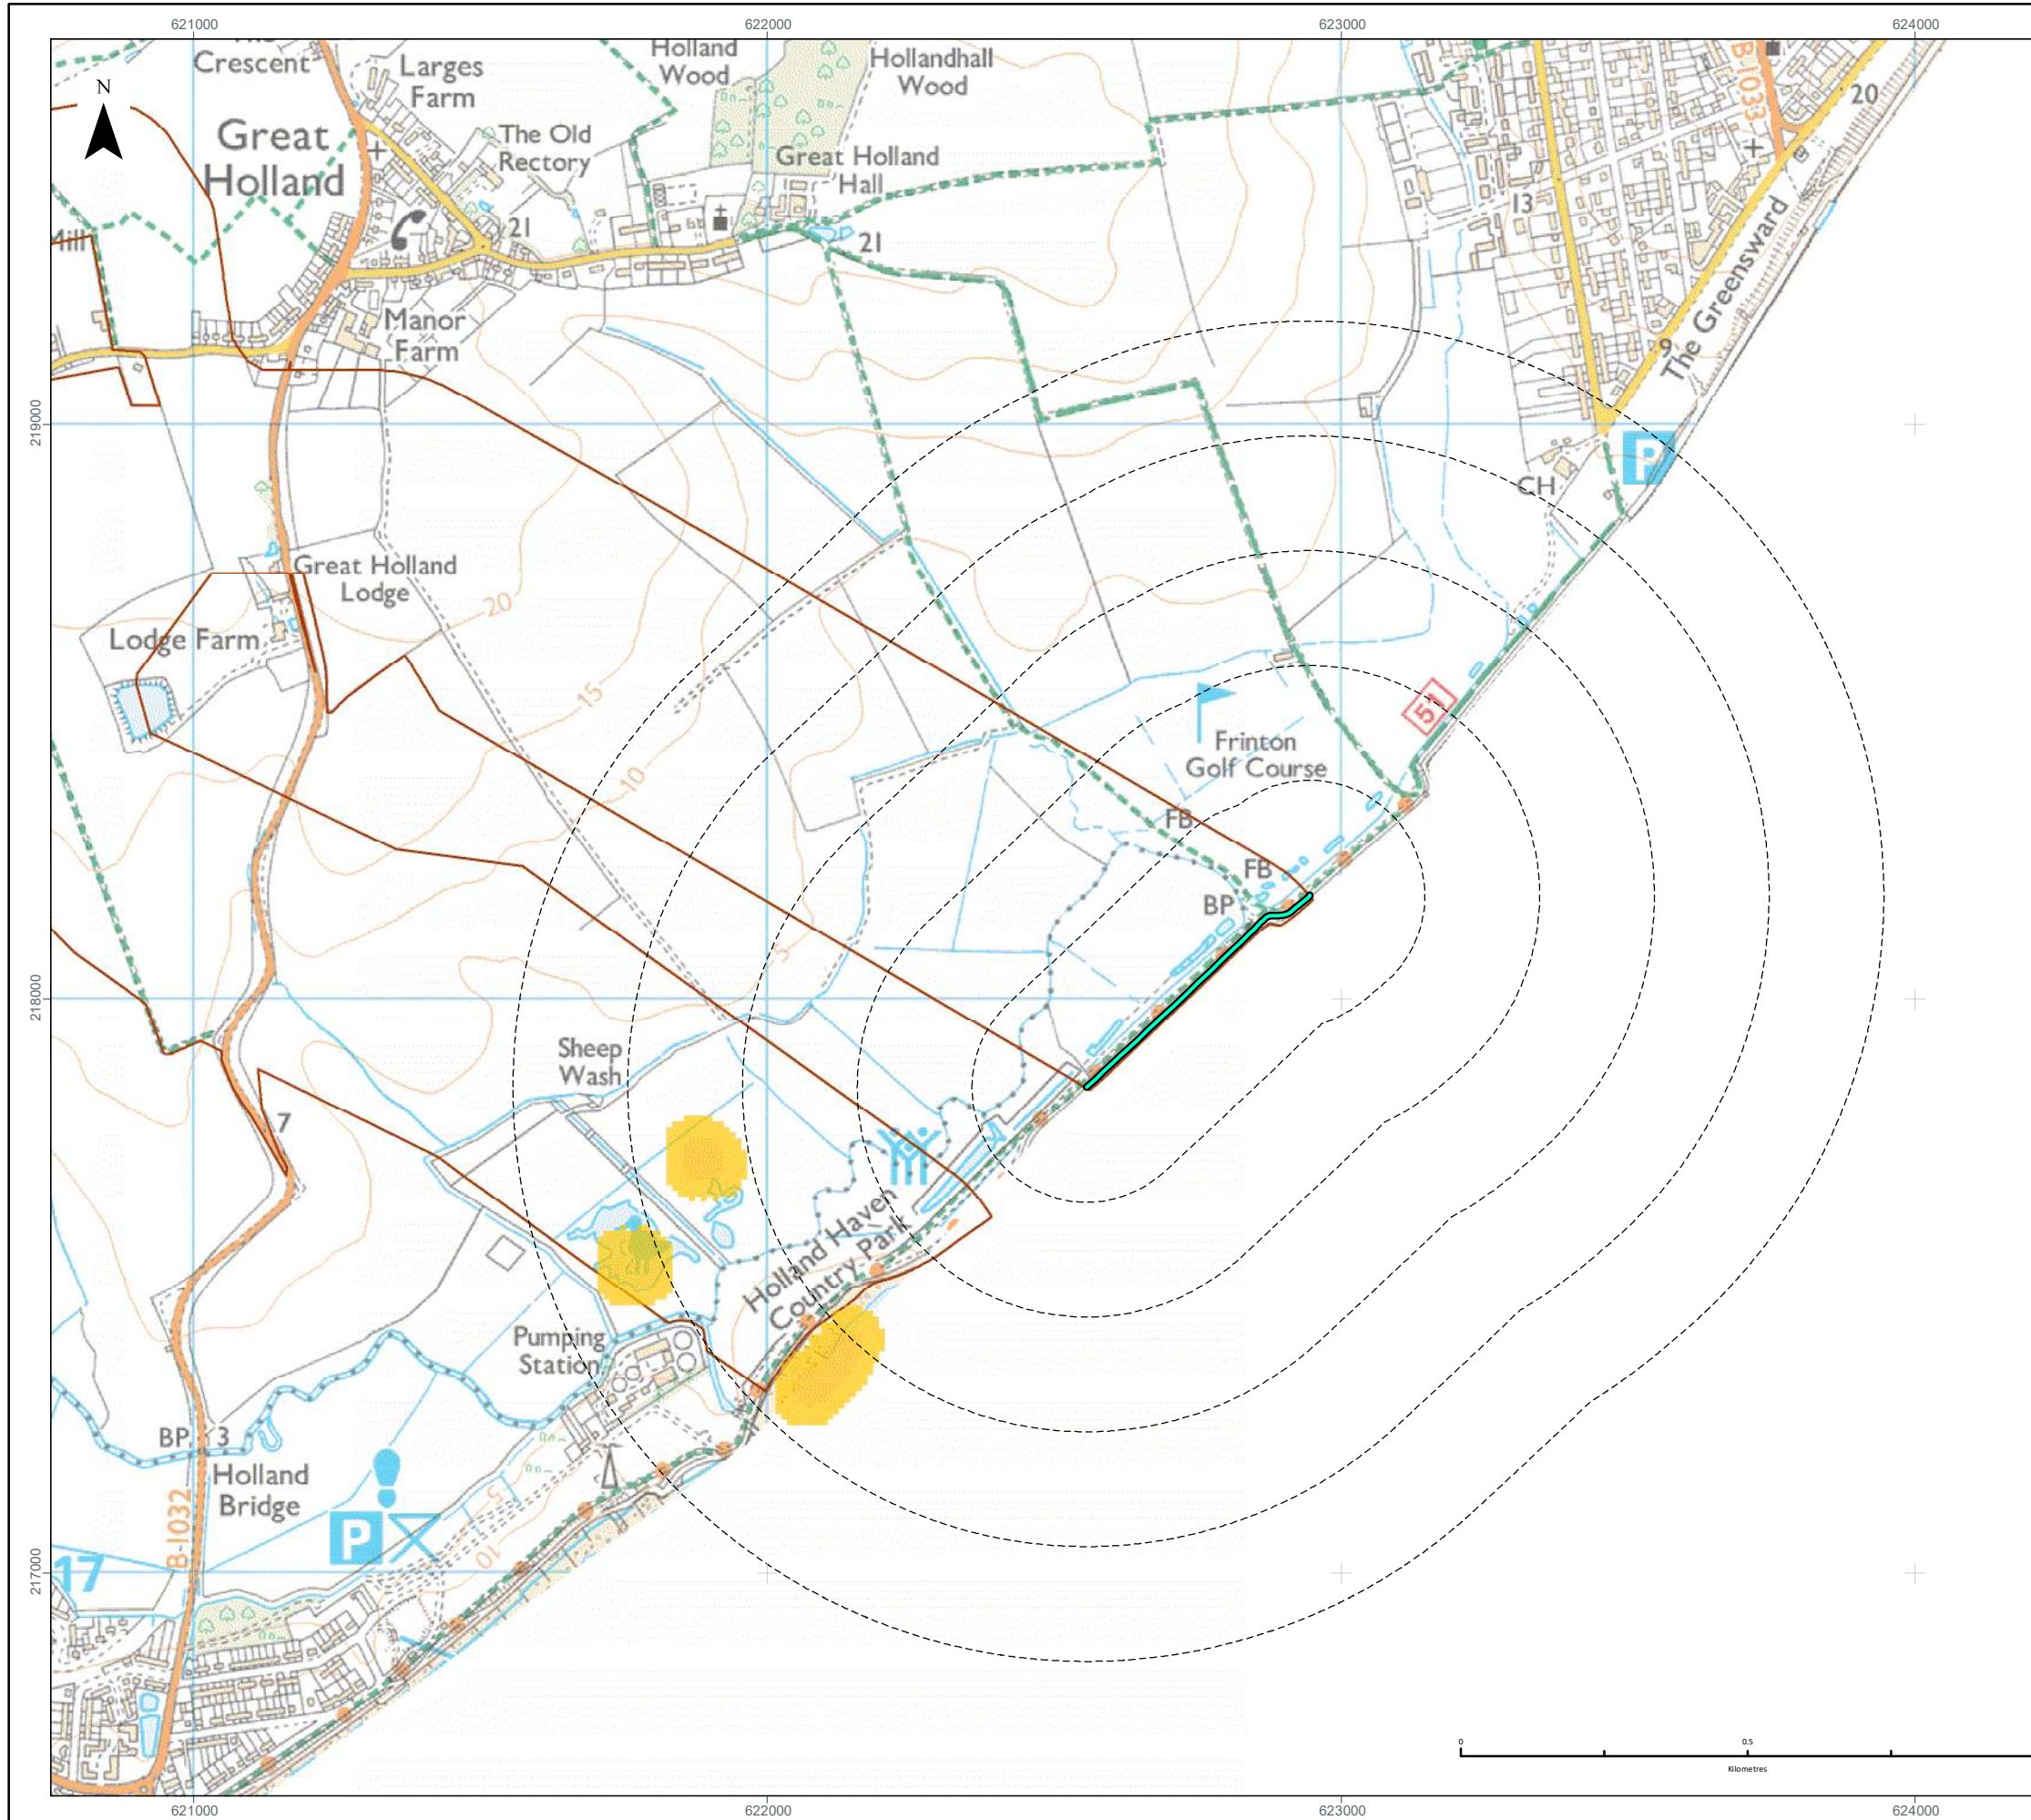 621000
622000
623000
624000
Crescent
Larges
Farm
Holland
Wood
Hollandhall
Wood
B 1033
20
N
Great
Holland
The Old
Rectory
Great Holland
Hall
13
21
21
Mill
Manor
Farm
The Greensward
9
219000
P
CH
Great Holland
Lodge
20
Lodge Farm
15
51
10
Frinton
Golf Course
FB
FB
BP
5
218000
Sheep
Wash
7
Holland Haven
Country Park
Pumping
Station
BP
3
Holland
Bridge
5
B-1032
P
10
217000
17
0
0.5
Kilometres
621000
622000
623000
624000